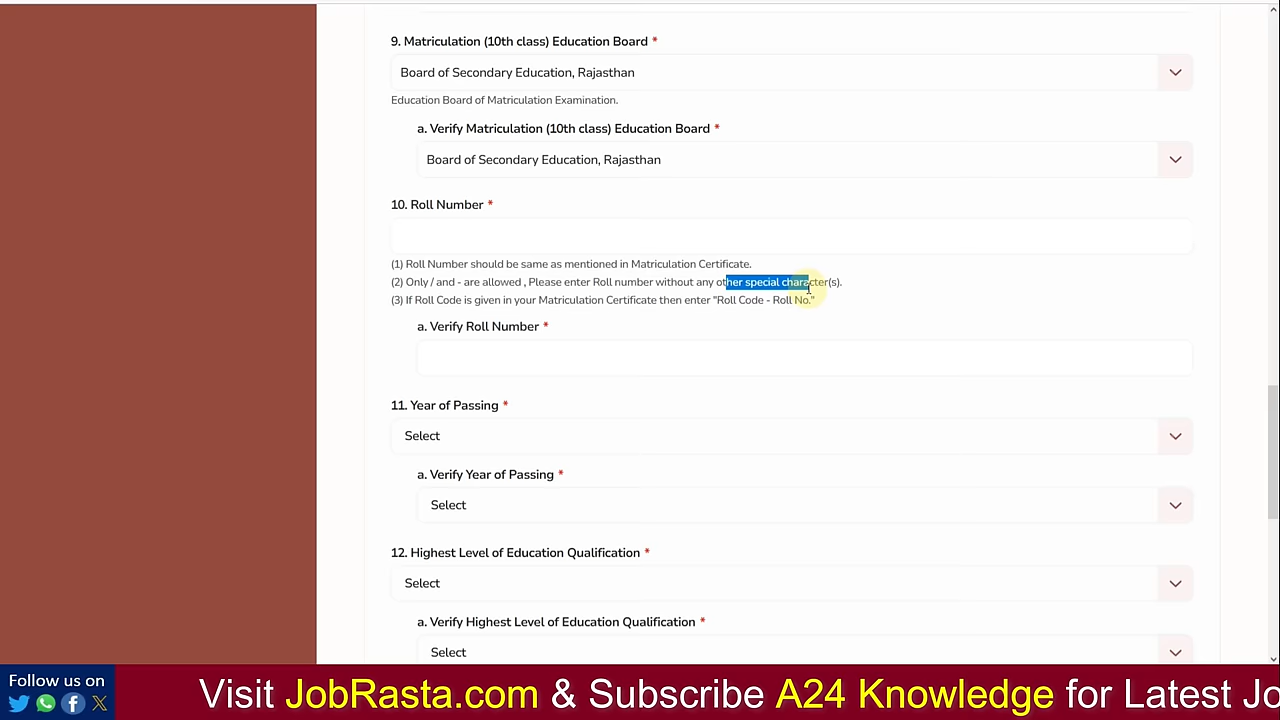 9. Matriculation (10th class) Education Board *
Board of Secondary Education, Rajasthan
Education Board of Matriculation Examination.
a. Verify Matriculation (10th class) Education Board *
Board of Secondary Education, Rajasthan
10. Roll Number *
(1) Roll Number should be same as mentioned in Matriculation Certificate.
(2) Only / and - are allowed , Please enter Roll number without any other special character(s).
(3) If Roll Code is given in your Matriculation Certificate then enter "Roll Code - Roll No."
a. Verify Roll Number *
11. Year of Passing *
Select
a. Verify Year of Passing *
Select
12. Highest Level of Education Qualification *
Select
a. Verify Highest Level of Education Qualification *
Select
Follow us on
Visit JobRasta.com & Subscribe A24 Knowledge for Latest Jo